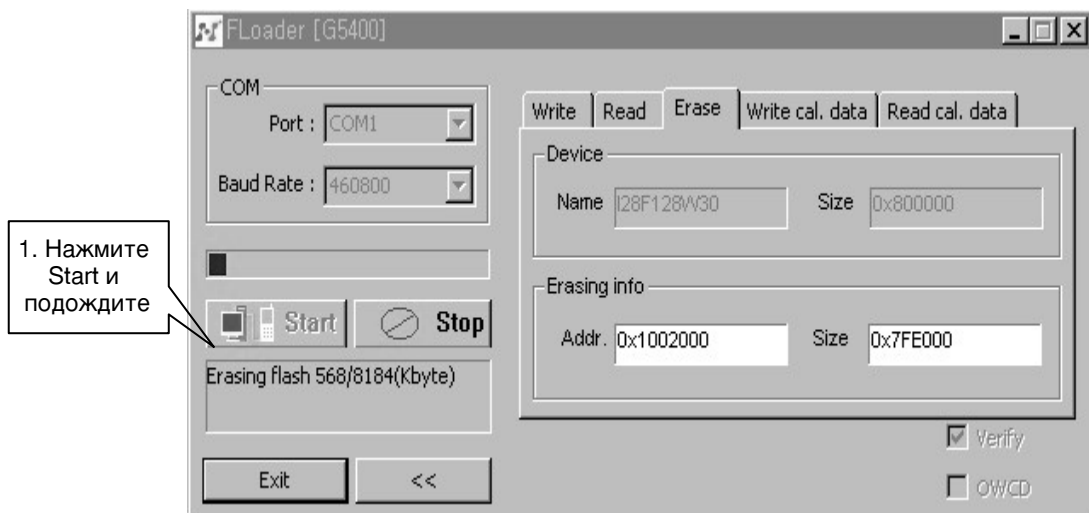 FLoader [G5400]
COM
Port : COM1
Baud Rate : 460800
1. Нажмите
Start и
подождите
Start Stop
Erasing flash 568/8184(Kbyte)
Exit <<
Write Read Erase Write cal. data Read cal. data
Device
Name I28F128W30 Size 0x800000
Erasing info
Addr. 0x1002000 Size 0x7FE000
Verify
OWCD